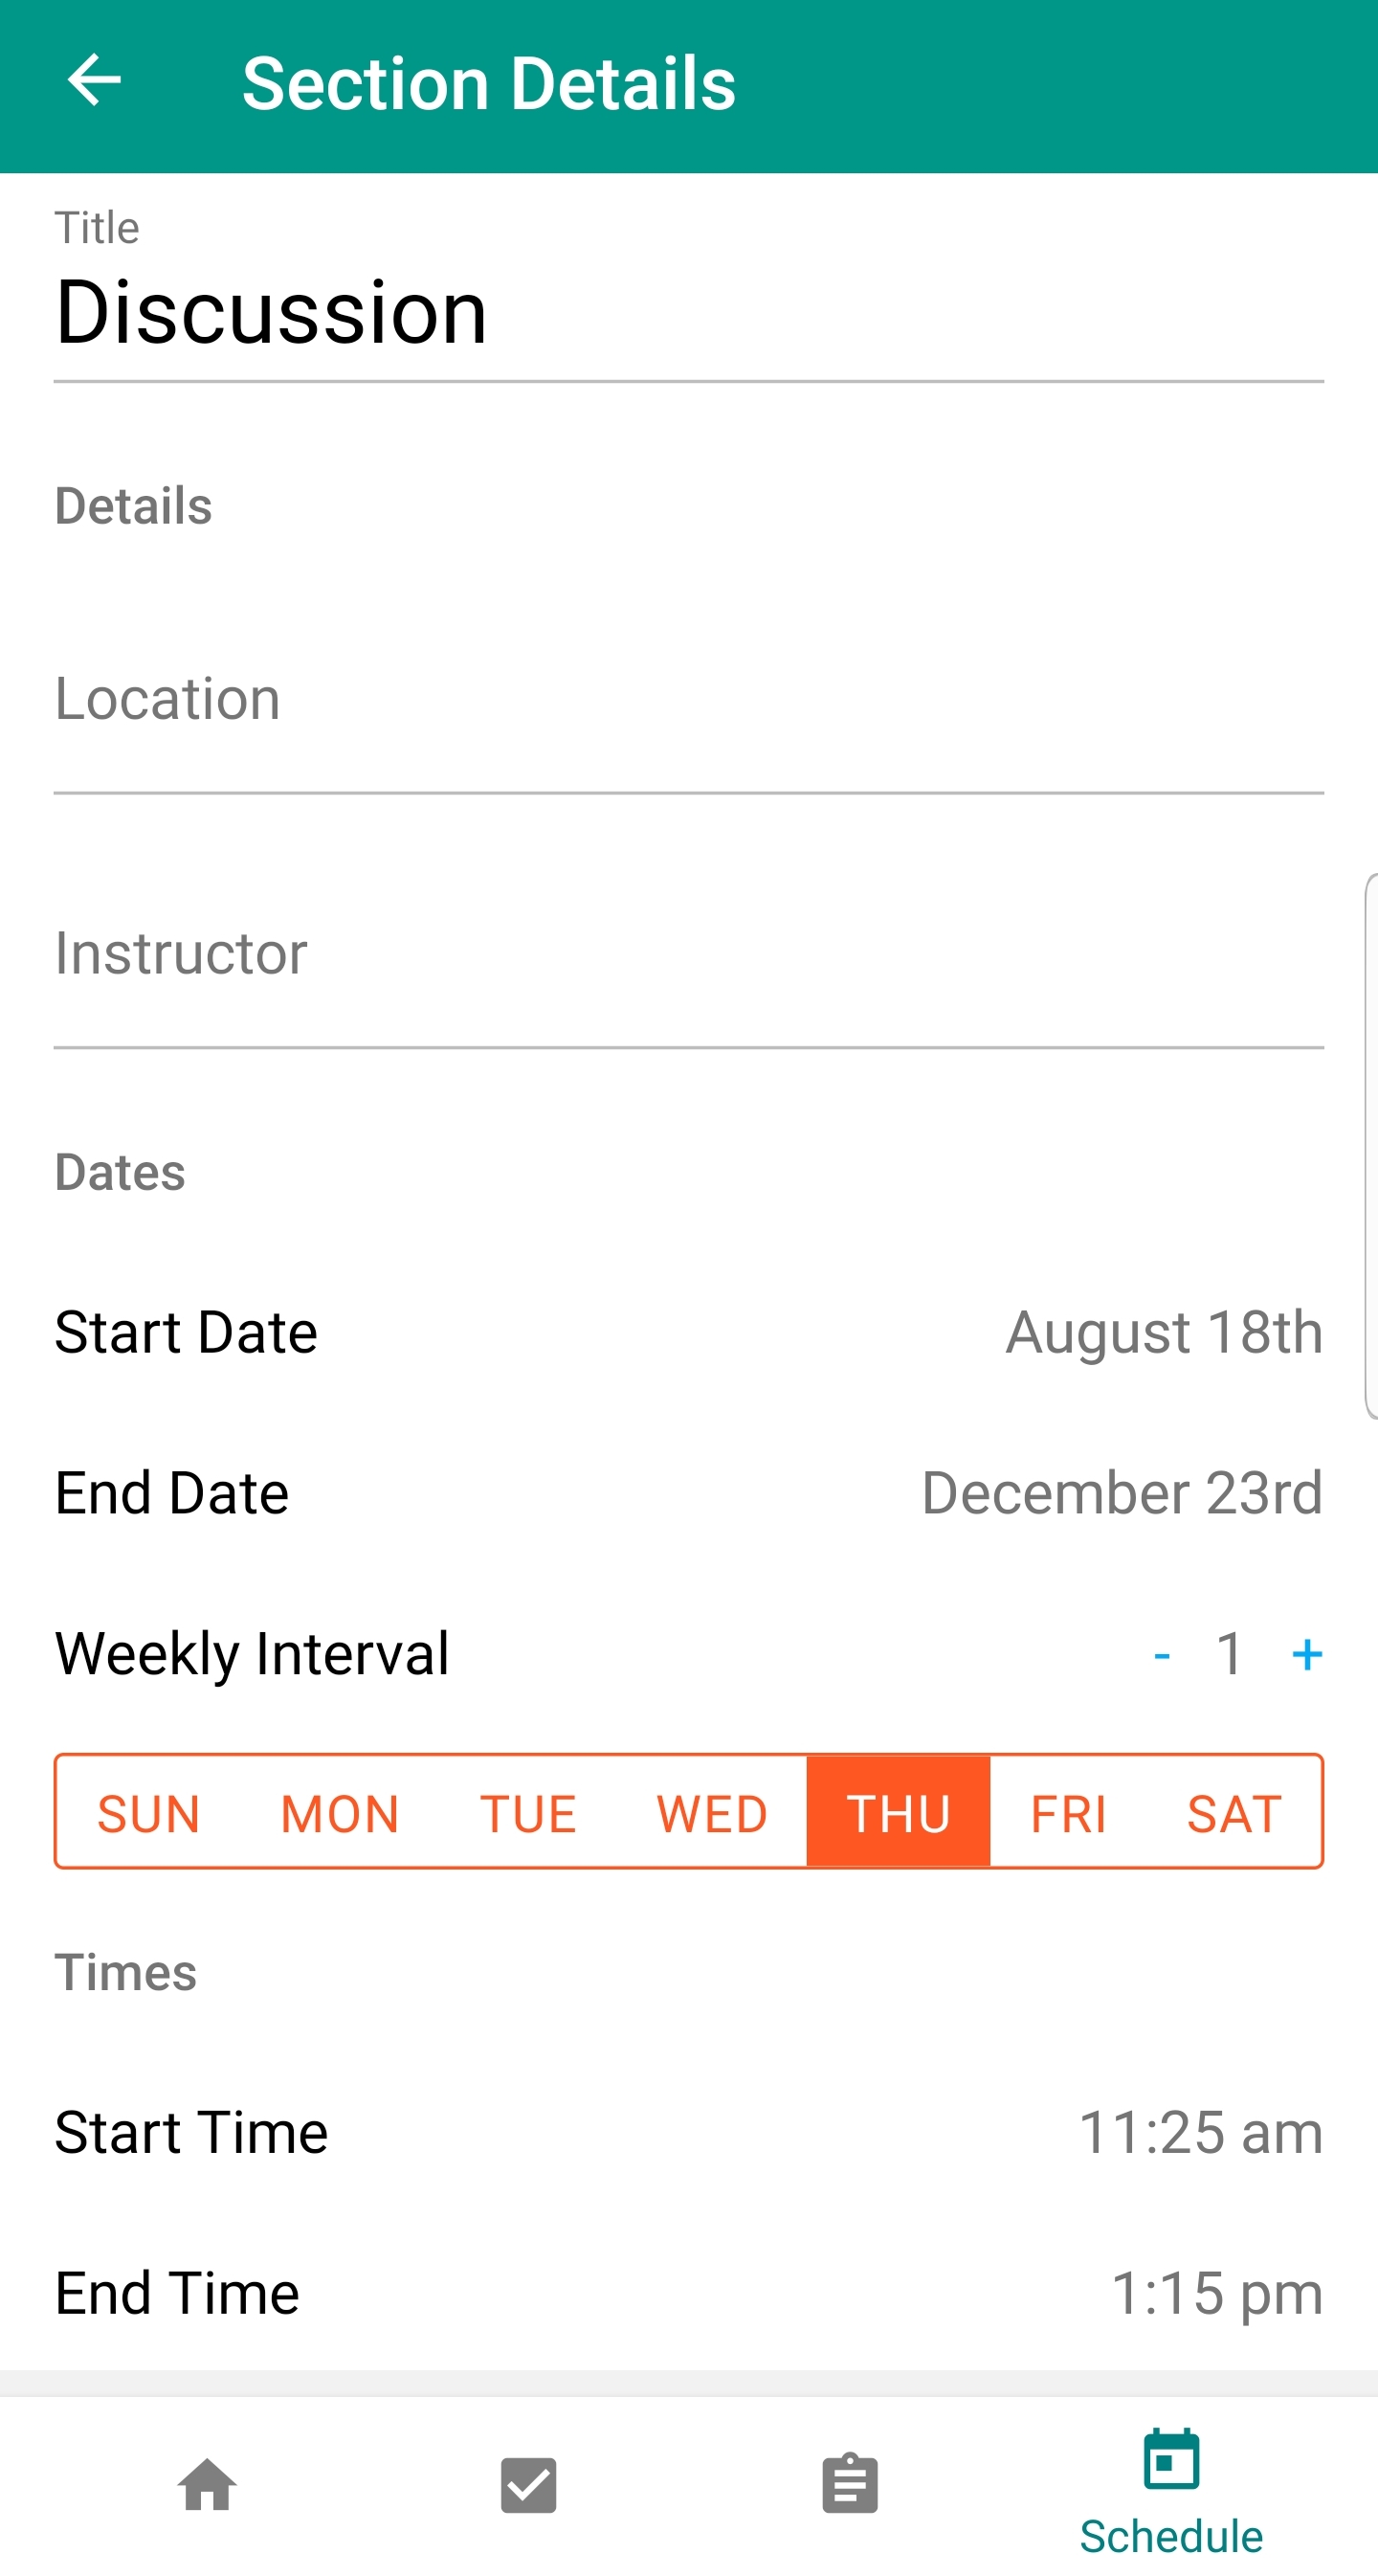 Section Details
Title
Discussion
Details
Location
Instructor
Dates
Start Date August 18th
End Date December 23rd
Weekly Interval - 1 +
SUN MON TUE WED THU FRI SAT
Times
Start Time 11:25 am
End Time 1:15 pm
Schedule